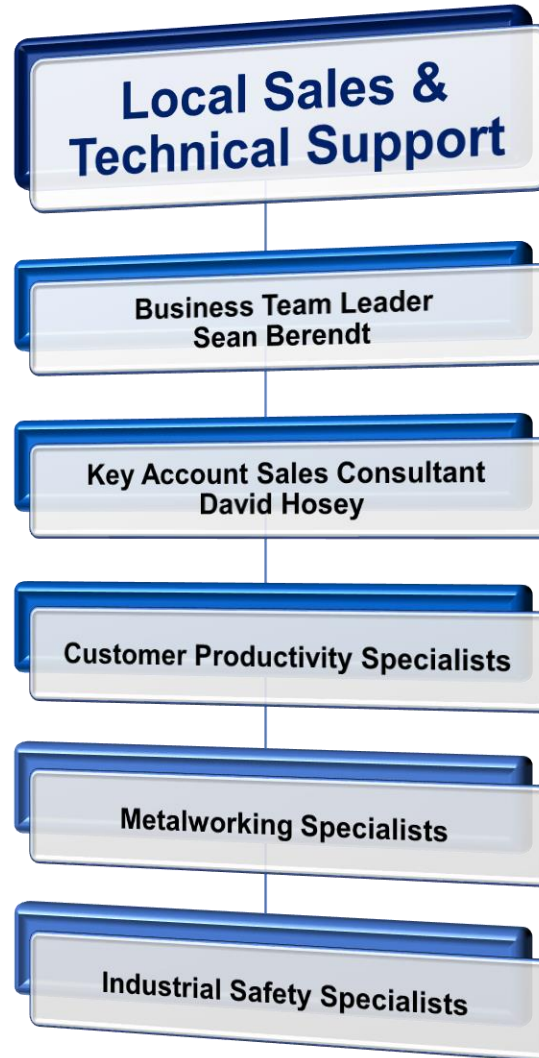 Local Sales &
Technical Support
Business Team Leader
Sean Berendt
Key Account Sales Consultant
David Hosey
Customer Productivity Specialists
Metalworking Specialists
Industrial Safety Specialists